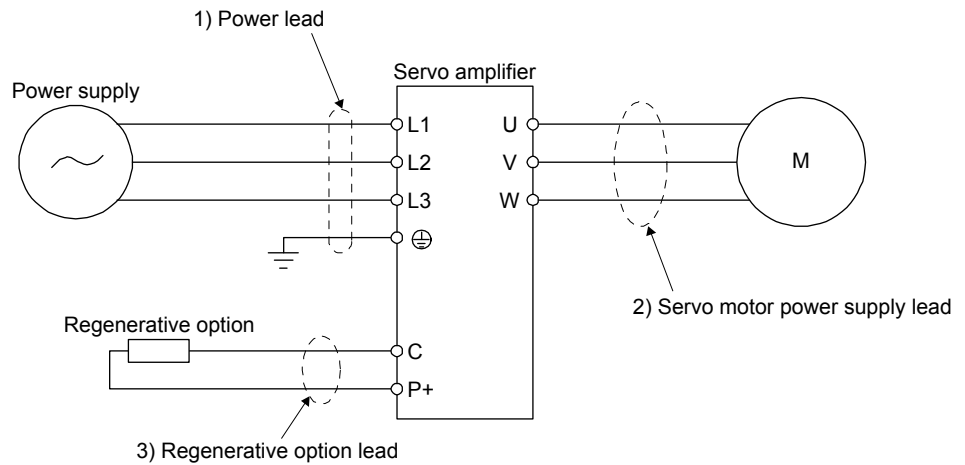 1) Power lead
Servo amplifier
Power supply
L1
U
L2
V
M
L3
W
2) Servo motor power supply lead
Regenerative option
C
P+
3) Regenerative option lead